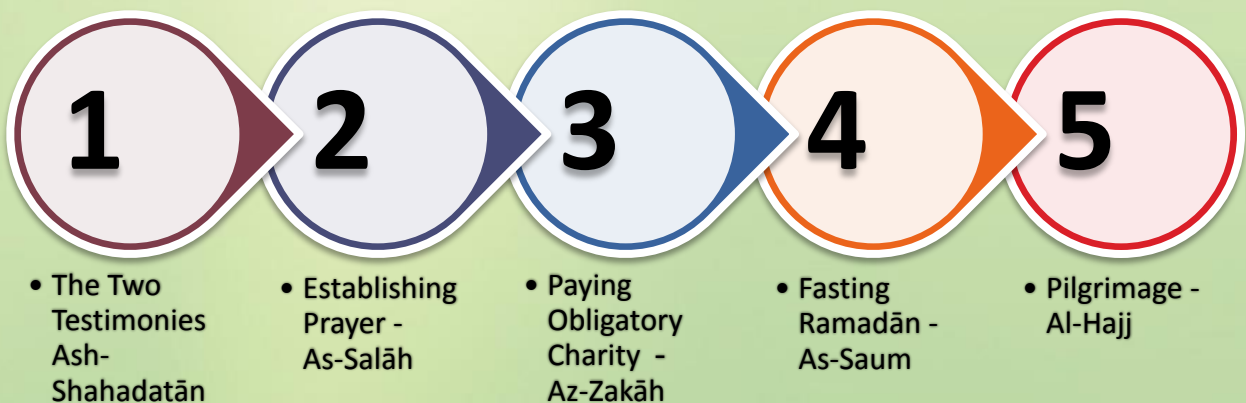 1
2
3
4
5
• The Two
Testimonies
Ash-
Shahadatān
• Establishing
Prayer -
As-Salāh
• Paying
Obligatory
Charity -
Az-Zakāh
• Fasting
Ramadān -
As-Saum
• Pilgrimage -
Al-Hajj